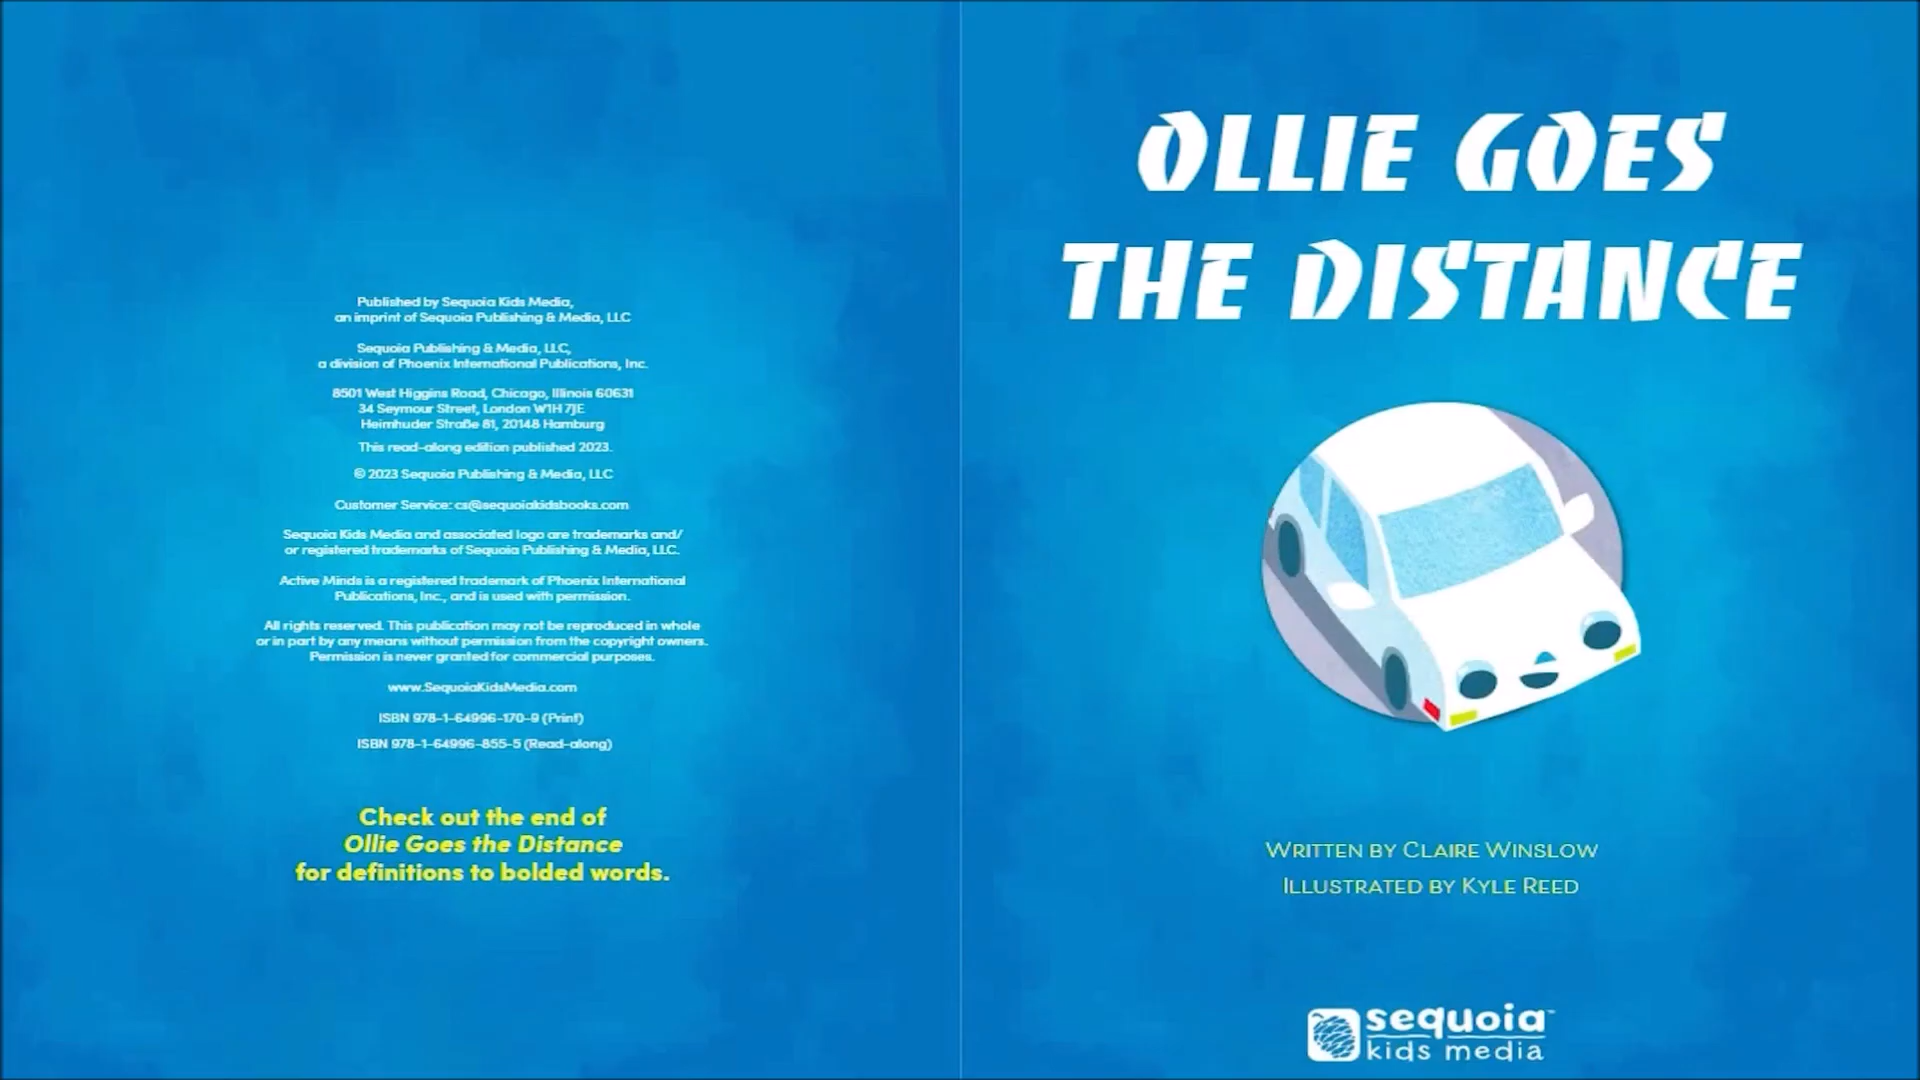 Published by Sequoia Kids Media,
an imprint of Sequoia Publishing & Media, LLC
Sequoia Publishing & Media, LLC,
a division of Phoenix International Publications, Inc.
8501 West Higgins Road, Chicago, Illinois 60631
34 Seymour Street, London W1H 7JE
Heimhuder Straße 81, 20148 Hamburg
This read-along edition published 2023.
© 2023 Sequoia Publishing & Media, LLC
Customer Service: cs@sequoiakidsbooks.com
Sequoia Kids Media and associated logo are trademarks and/
or registered trademarks of Sequoia Publishing & Media, LLC.
Active Minds is a registered trademark of Phoenix International
Publications, Inc., and is used with permission.
All rights reserved. This publication may not be reproduced in whole
or in part by any means without permission from the copyright owners.
Permission is never granted for commercial purposes.
www.SequoiaKidsMedia.com
ISBN 978-1-64996-170-9 (Print)
ISBN 978-1-64996-855-5 (Read-along)
Check out the end of
Ollie Goes the Distance
for definitions to bolded words.
OLLIE GOES
THE DISTANCE
WRITTEN BY CLAIRE WINSLOW
ILLUSTRATED BY KYLE REED
sequoia™
kids media